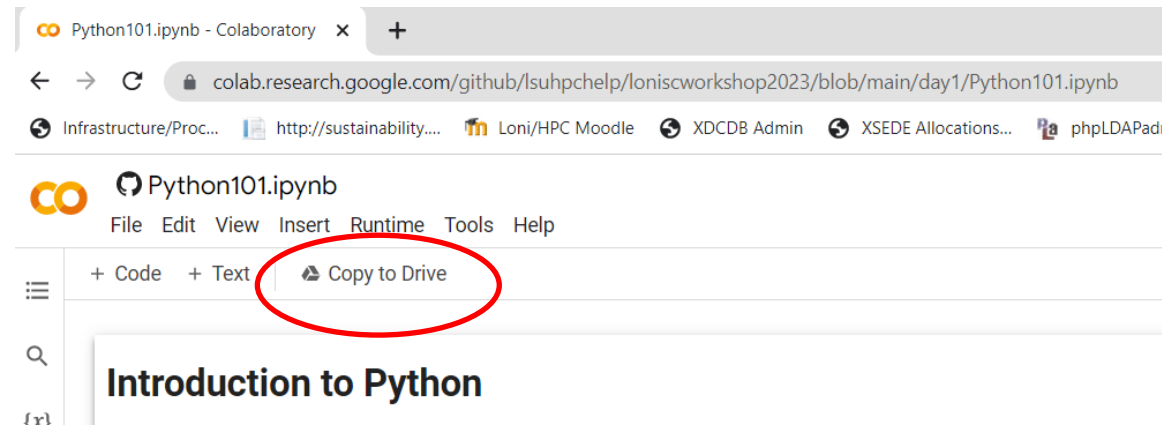 Python101.ipynb - Colaboratory
colab.research.google.com/github/lsuhpchelp/loniscworkshop2023/blob/main/day1/Python101.ipynb
Infrastructure/Proc... http://sustainability.... Loni/HPC Moodle XDCDB Admin XSEDE Allocations... phpLDAPad
Python101.ipynb
File Edit View Insert Runtime Tools Help
+ Code + Text Copy to Drive
Introduction to Python
{x}